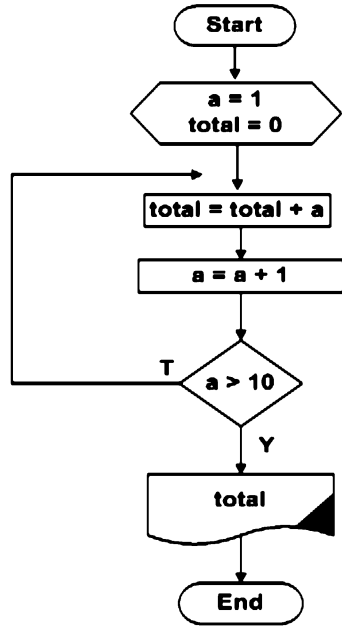 Start
a = 1
total = 0
total = total + a
a = a + 1
T
a > 10
Y
total
End